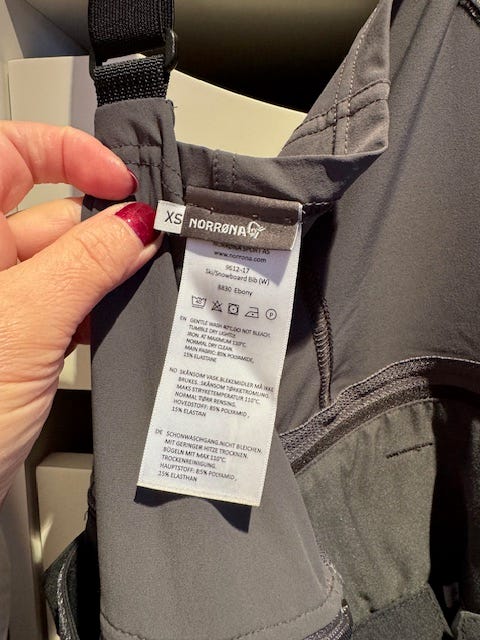 XS
NORRØNA
NORRØNA SPORT AS
www.norrona.com
9612-17
Ski/Snowboard Bib (W)
8830 Ebony
P
EN GENTLE WASH 40°C.DO NOT BLEACH.
TUMBLE DRY LIGHTLY.
IRON AT MAXIMUM 110°C.
NORMAL DRY CLEAN.
MAIN FABRIC: 85% POLYAMIDE,
15% ELASTANE
NO SKÅNSOM VASK.BLEKEMIDLER MÅ IKKE
BRUKES. SKÅNSOM TØRKETROMLING.
MAKS STRYKETEMPERATUR 110°C.
NORMAL TØRR RENSING.
HOVEDSTOFF: 85% POLYAMID ,
15% ELASTAN
DE SCHONWASCHGANG.NICHT BLEICHEN.
MIT GERINGER HITZE TROCKNEN.
BÜGELN MIT MAX 110°C.
TROCKENREINIGUNG.
HAUPTSTOFF: 85% POLYAMID ,
15% ELASTHAN